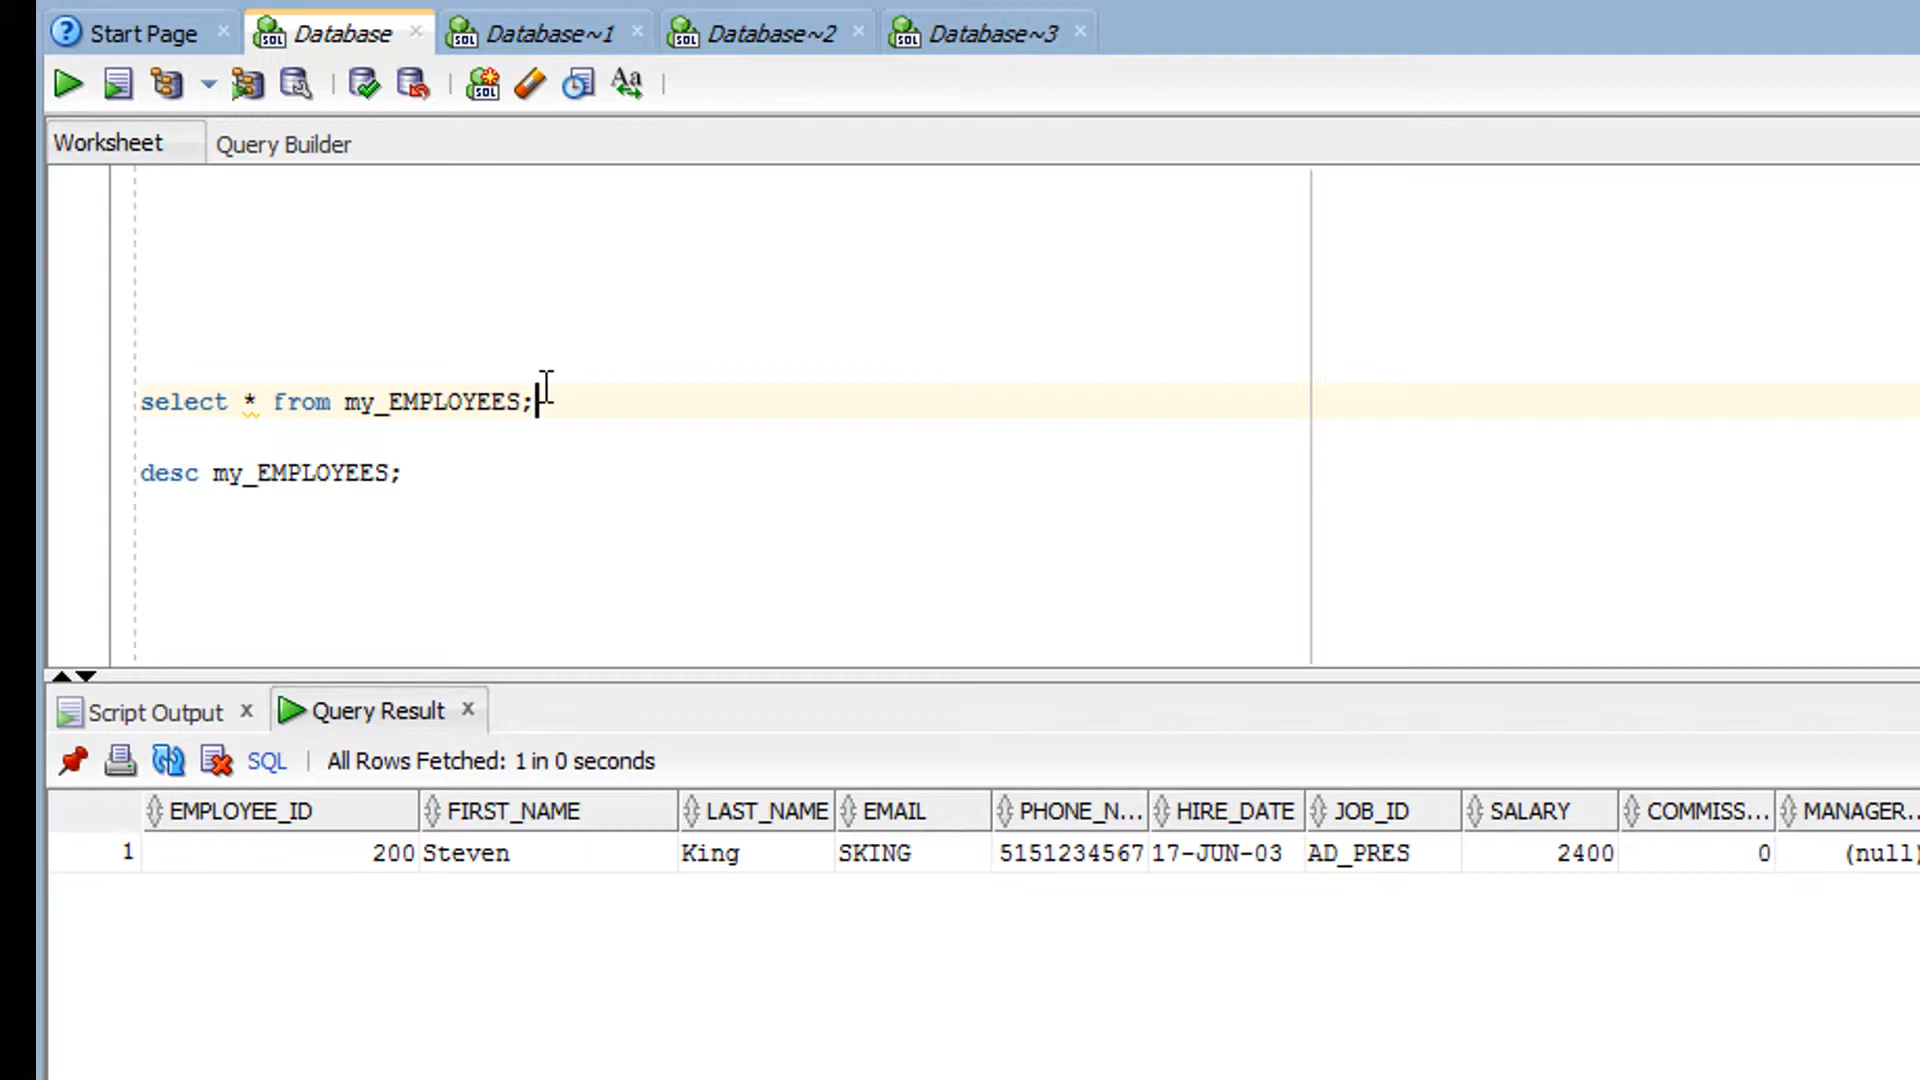 Start Page Database Database~1 Database~2 Database~3
Worksheet Query Builder
select * from my_EMPLOYEES;
desc my_EMPLOYEES;
Script Output Query Result
SQL All Rows Fetched: 1 in 0 seconds
EMPLOYEE_ID FIRST_NAME LAST_NAME EMAIL PHONE_N... HIRE_DATE JOB_ID SALARY COMMISS... MANAGER..
1 200 Steven King SKING 5151234567 17-JUN-03 AD_PRES 2400 0 (null)